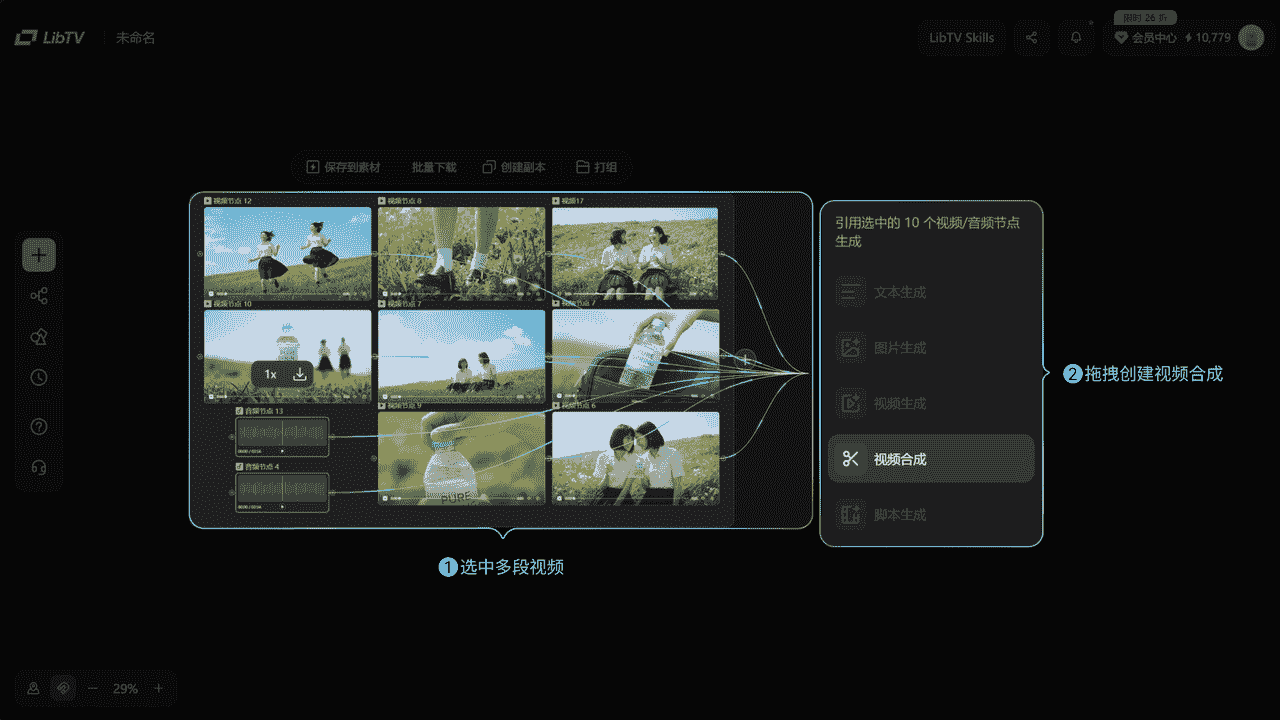 LibTV
未命名
LibTV Skills
限时 26 折
会员中心
10,779
保存到素材
批量下载
创建副本
打组
视频节点 12
视频节点 8
视频17
视频节点 10
视频节点 7
视频节点 7
1x
音频节点 13
音频节点 4
视频节点 9
视频节点 6
PURE
引用选中的 10 个视频/音频节点
生成
文本生成
图片生成
视频生成
视频合成
脚本生成
1选中多段视频
2拖拽创建视频合成
29%